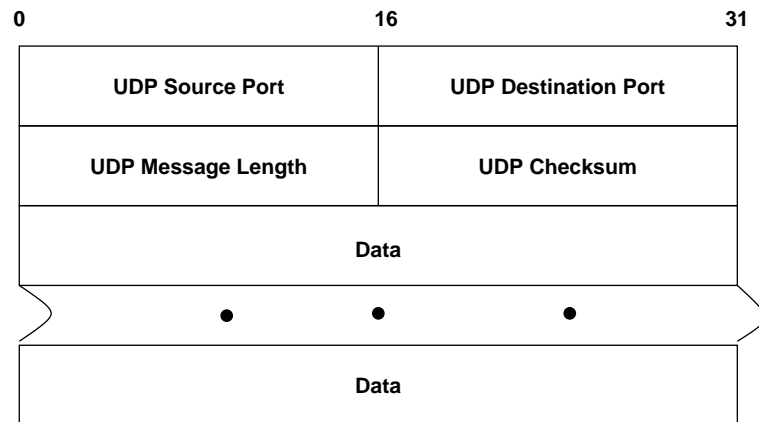 0 16 31
UDP Source Port UDP Destination Port
UDP Message Length UDP Checksum
Data
Data